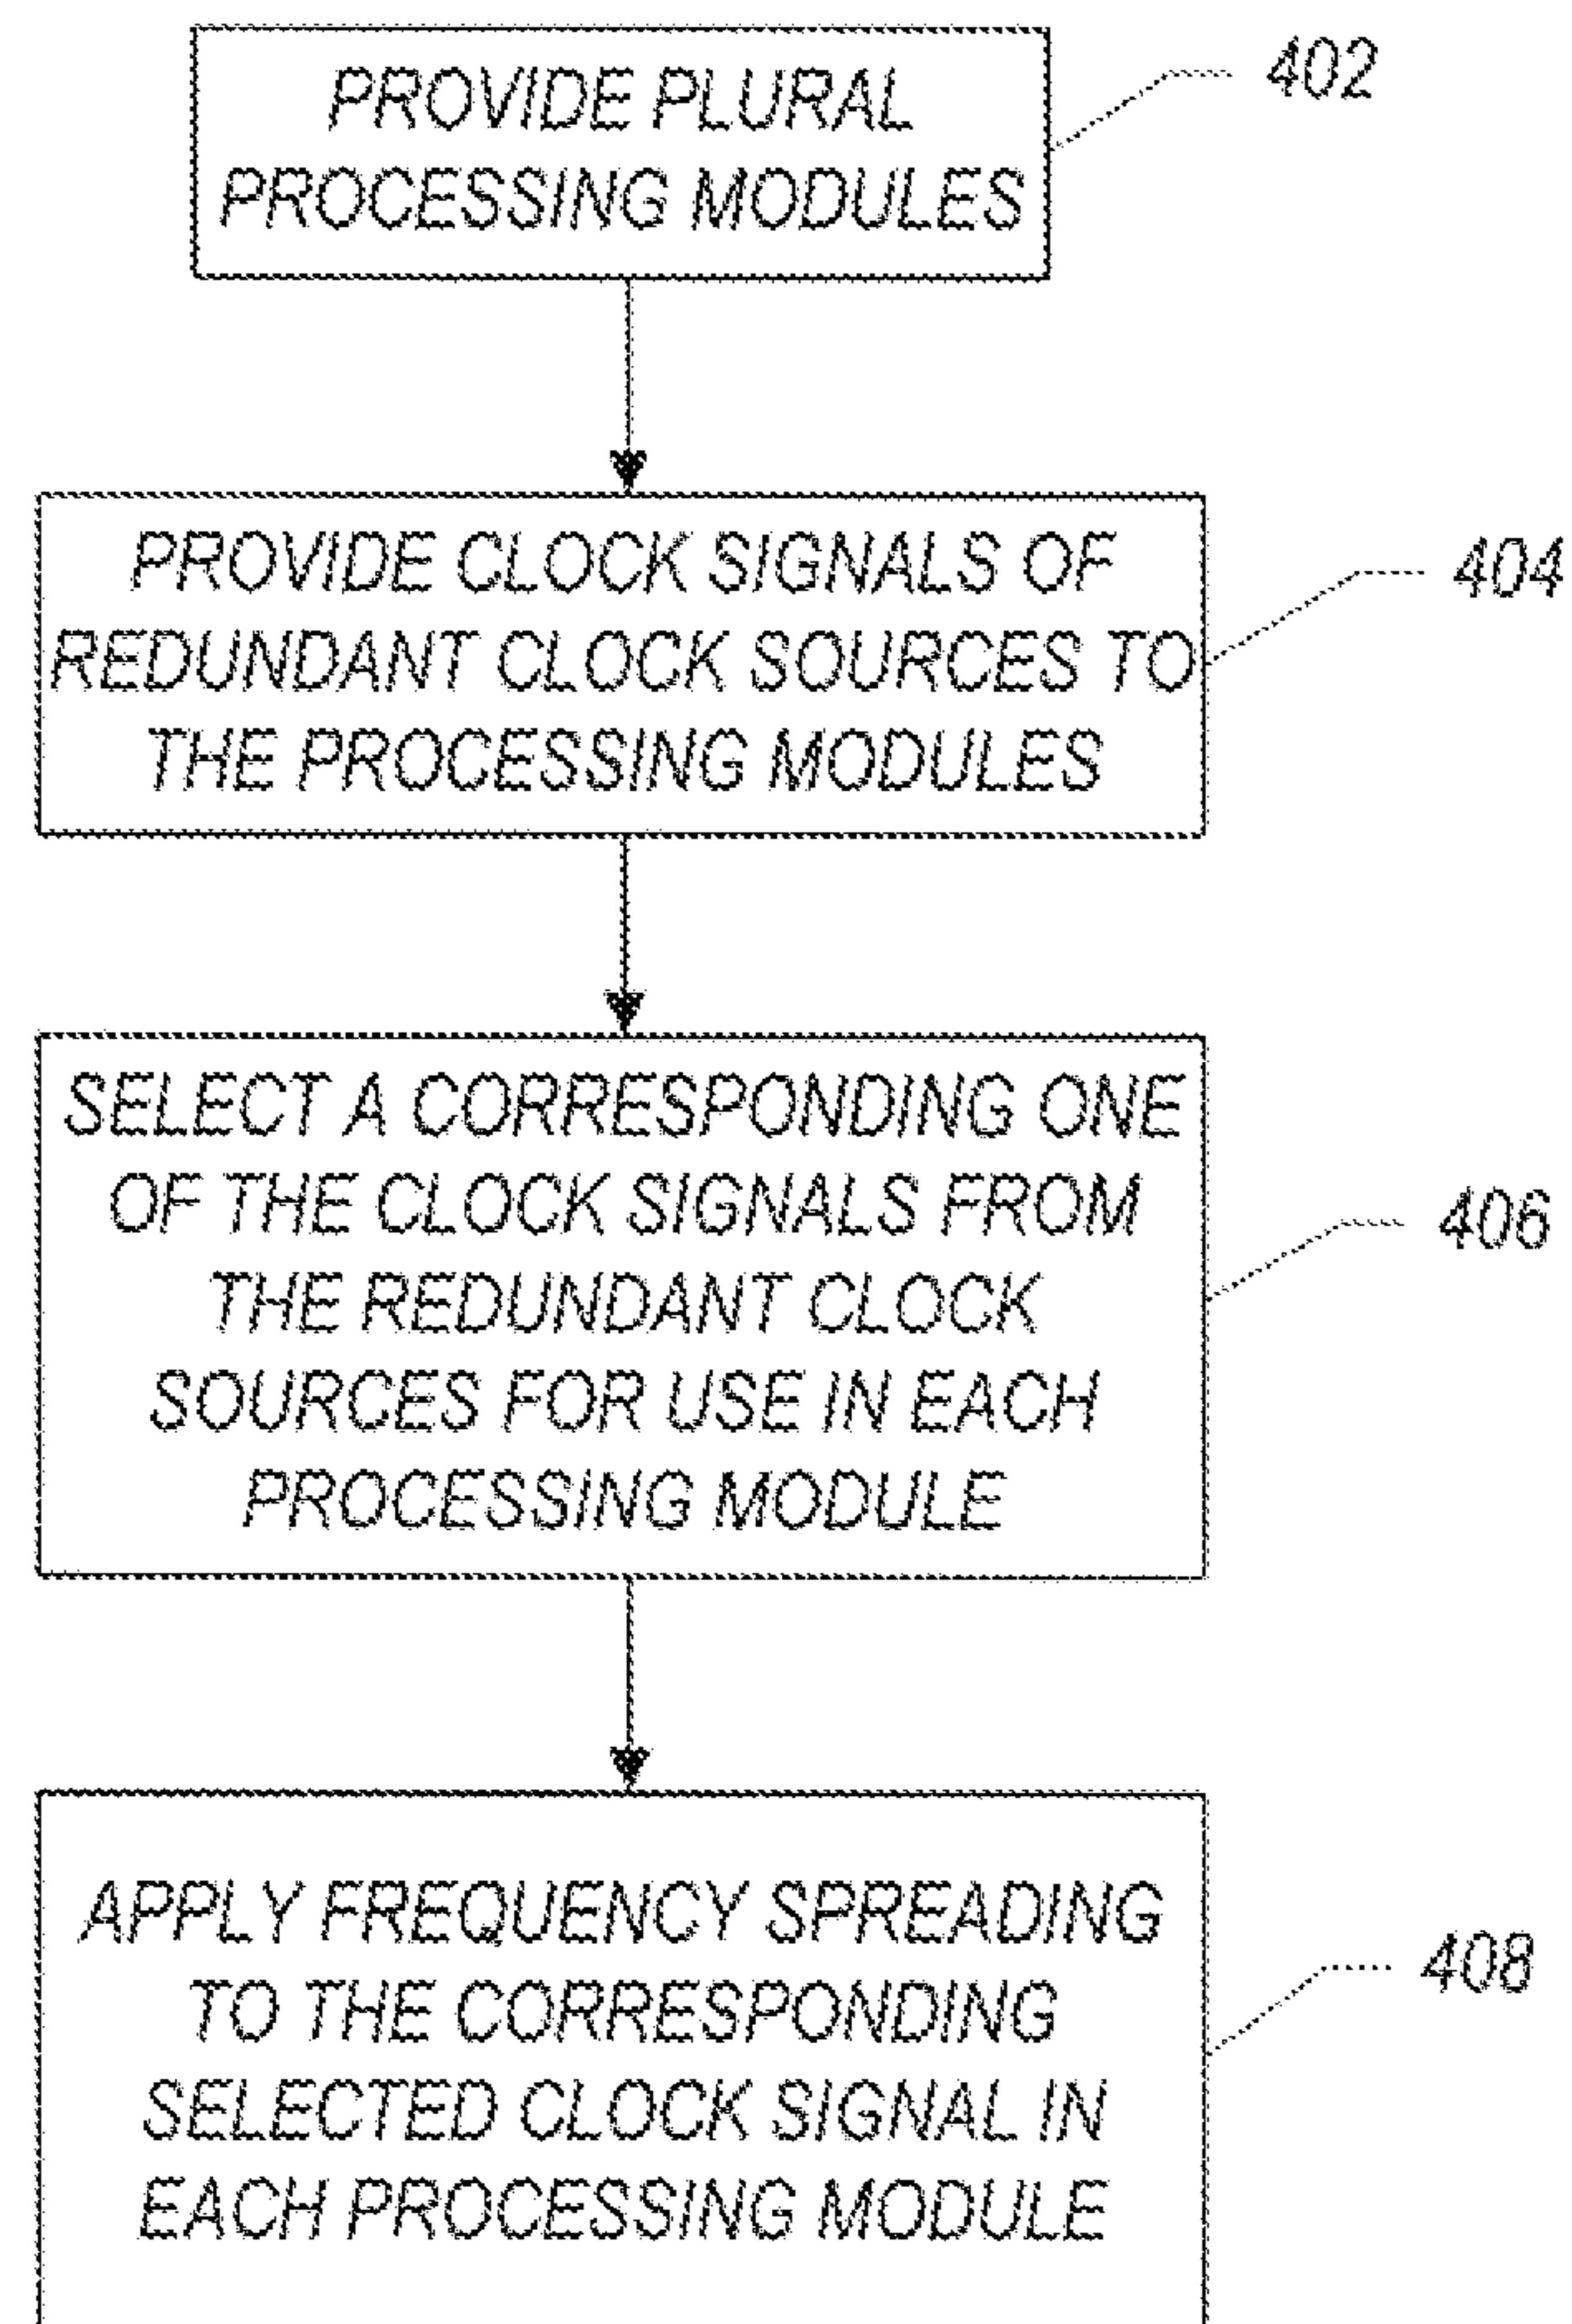 PROVIDE PLURAL
PROCESSING MODULES
402
PROVIDE CLOCK SIGNALS OF
REDUNDANT CLOCK SOURCES TO
THE PROCESSING MODULES
404
SELECT A CORRESPONDING ONE
OF THE CLOCK SIGNALS FROM
THE REDUNDANT CLOCK
SOURCES FOR USE IN EACH
PROCESSING MODULE
406
APPLY FREQUENCY SPREADING
TO THE CORRESPONDING
SELECTED CLOCK SIGNAL IN
EACH PROCESSING MODULE
408